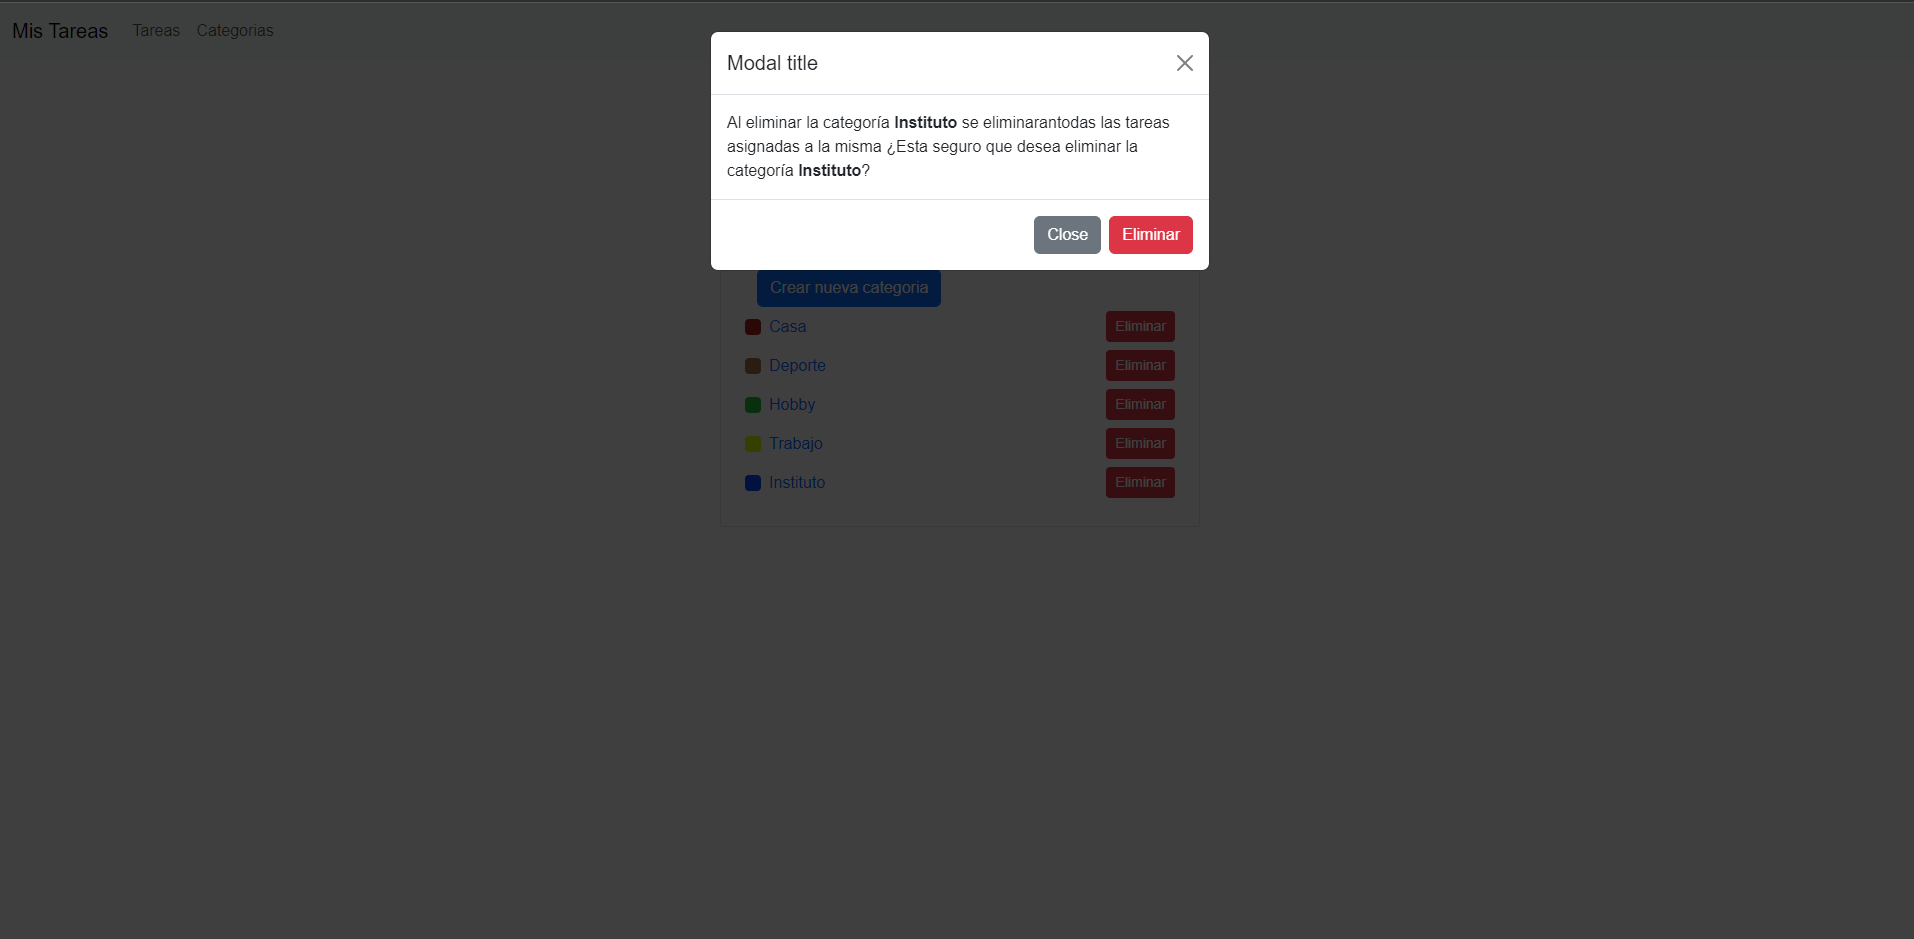 Mis Tareas Tareas Categorias
Modal title
Al eliminar la categoría Instituto se eliminarantodas las tareas
asignadas a la misma ¿Esta seguro que desea eliminar la
categoría Instituto?
Close Eliminar
Crear nueva categoria
Casa Eliminar
Deporte Eliminar
Hobby Eliminar
Trabajo Eliminar
Instituto Eliminar